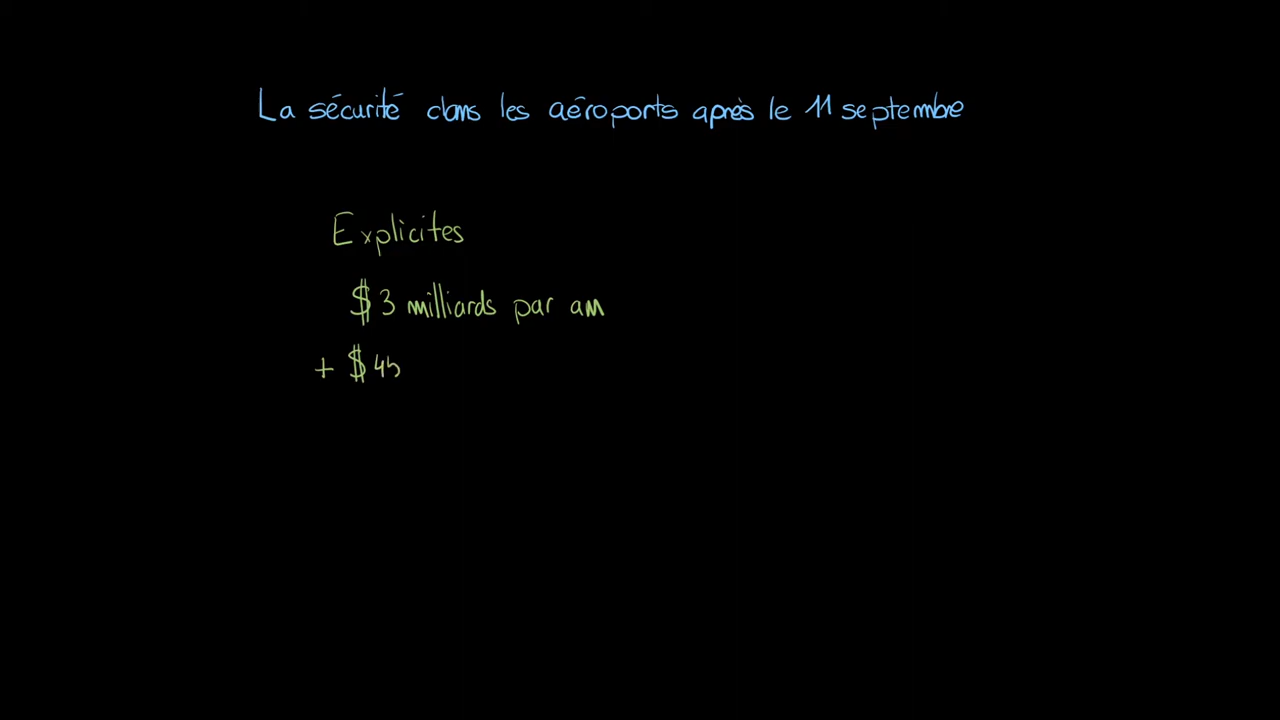 La sécurité dans les aéroports après le 11 septembre
Explicites
$3 milliards par an
+ $45